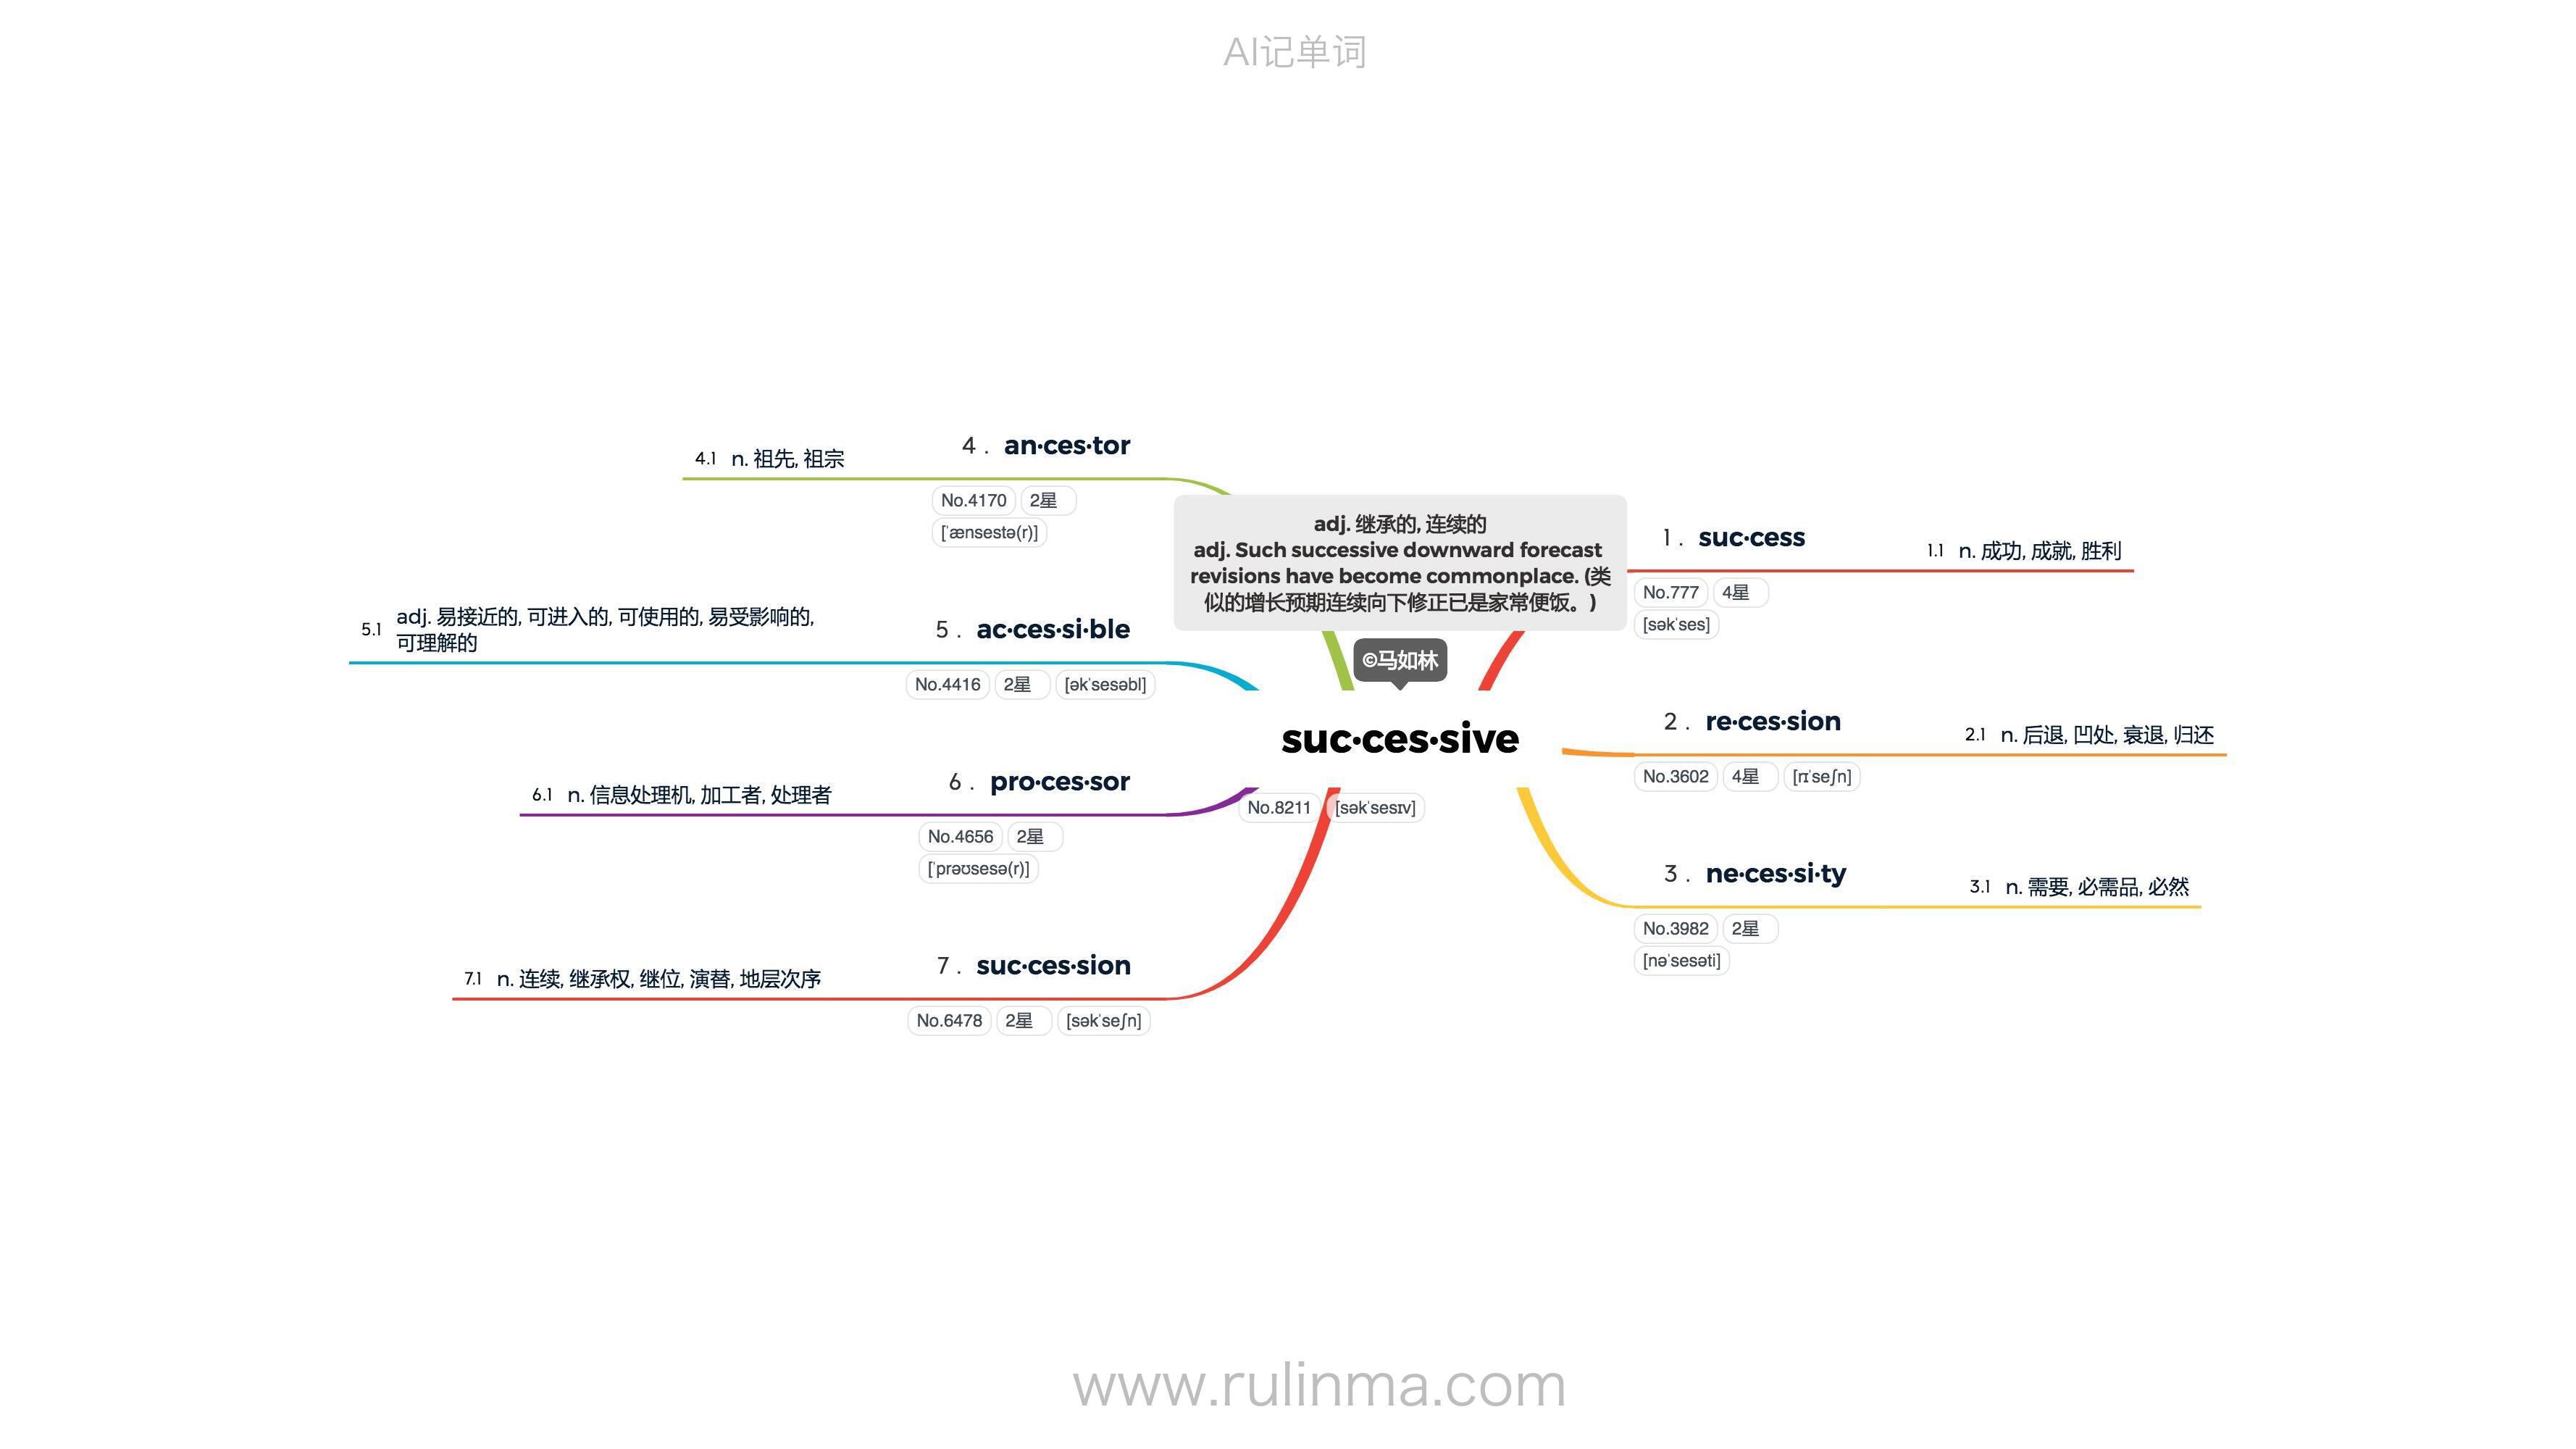 AI记单词
adj. 继承的, 连续的
adj. Such successive downward forecast
revisions have become commonplace. (类
似的增长预期连续向下修正已是家常便饭。)
©马如林
suc·ces·sive
No.8211 [səkˈsesɪv]
1 . suc·cess
1.1 n. 成功, 成就, 胜利
No.777 4星
[səkˈses]
2 . re·ces·sion
2.1 n. 后退, 凹处, 衰退, 归还
No.3602 4星 [rɪˈseʃn]
3 . ne·ces·si·ty
3.1 n. 需要, 必需品, 必然
No.3982 2星
[nəˈsesəti]
4 . an·ces·tor
4.1 n. 祖先, 祖宗
No.4170 2星
[ˈænsestə(r)]
5 . ac·ces·si·ble
5.1 adj. 易接近的, 可进入的, 可使用的, 易受影响的,
可理解的
No.4416 2星 [əkˈsesəbl]
6 . pro·ces·sor
6.1 n. 信息处理机, 加工者, 处理者
No.4656 2星
[ˈprəʊsesə(r)]
7 . suc·ces·sion
7.1 n. 连续, 继承权, 继位, 演替, 地层次序
No.6478 2星 [səkˈseʃn]
www.rulinma.com